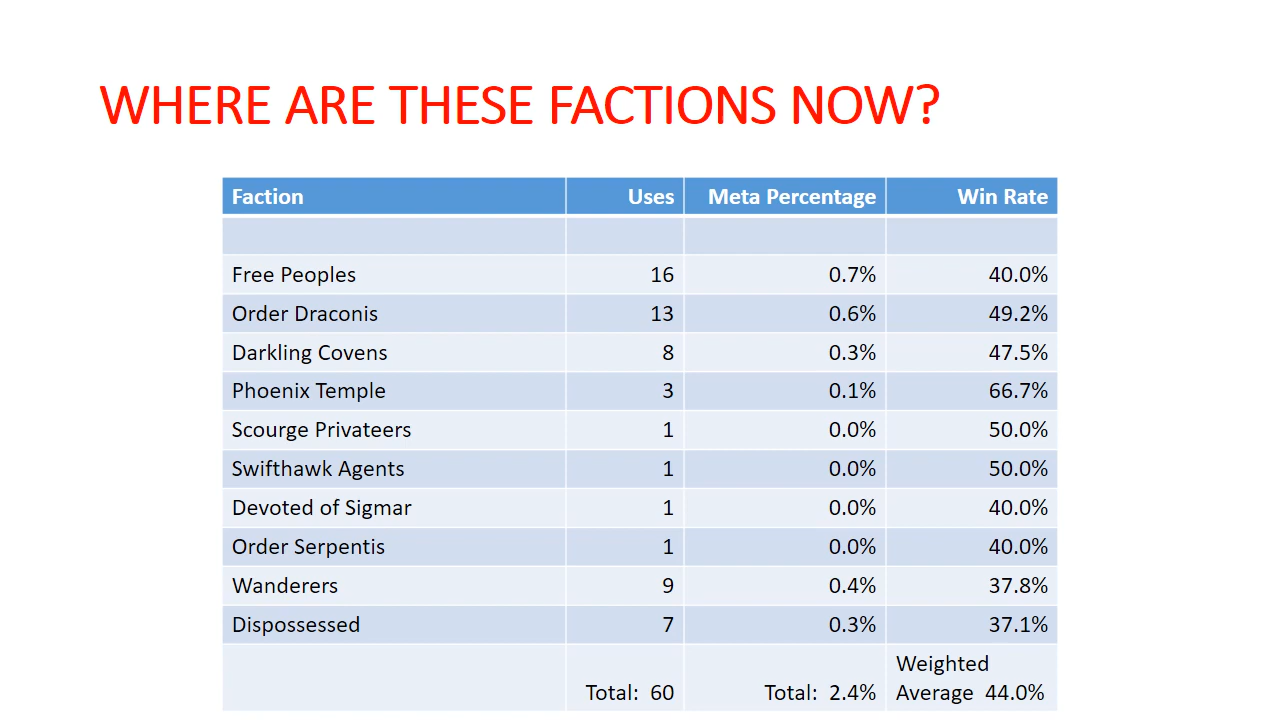 WHERE ARE THESE FACTIONS NOW?
Faction Uses Meta Percentage Win Rate
Free Peoples 16 0.7% 40.0%
Order Draconis 13 0.6% 49.2%
Darkling Covens 8 0.3% 47.5%
Phoenix Temple 3 0.1% 66.7%
Scourge Privateers 1 0.0% 50.0%
Swifthawk Agents 1 0.0% 50.0%
Devoted of Sigmar 1 0.0% 40.0%
Order Serpentis 1 0.0% 40.0%
Wanderers 9 0.4% 37.8%
Dispossessed 7 0.3% 37.1%
Weighted
Total: 60 Total: 2.4% Average 44.0%